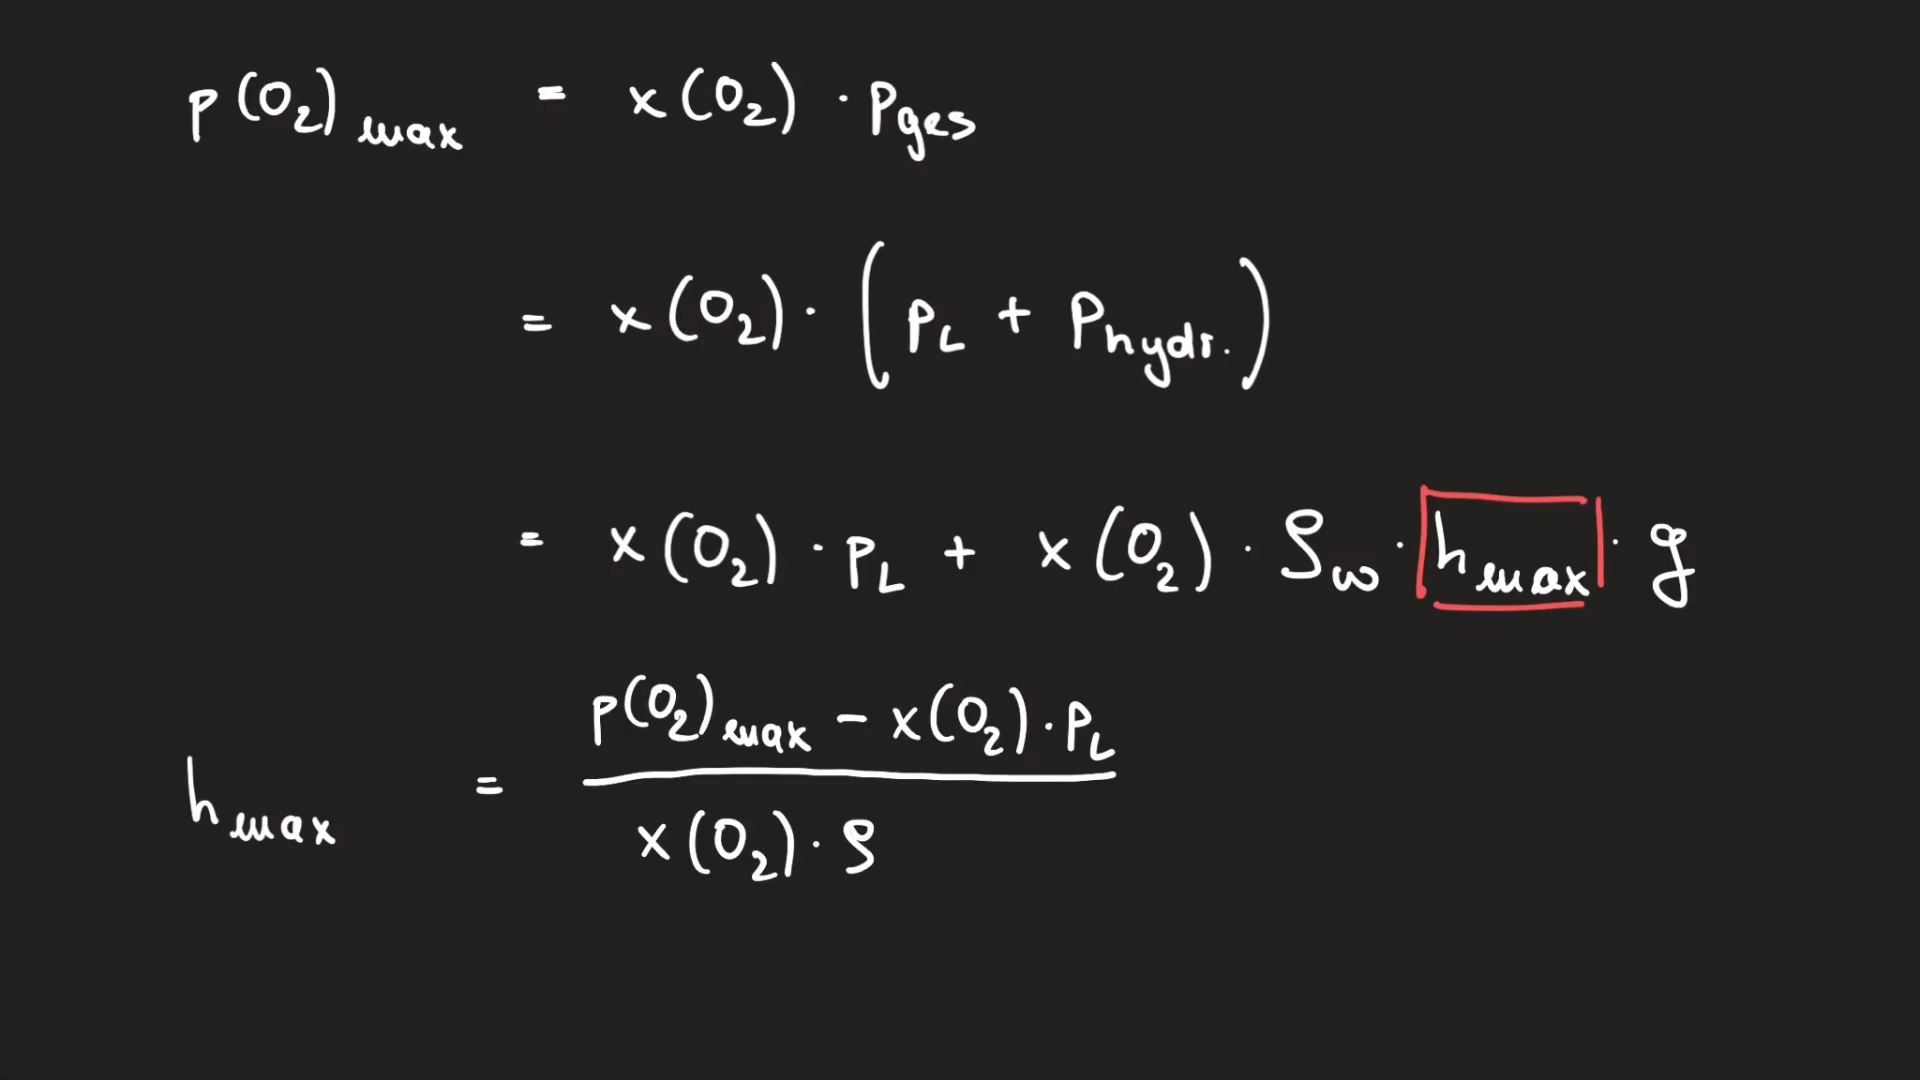 p(O₂)max = x(O₂) · pges
= x(O₂) · (pL + phydr.)
= x(O₂) · pL + x(O₂) · ρw · hmax · g
hmax = (p(O₂)max − x(O₂) · pL) / (x(O₂) · ρ)